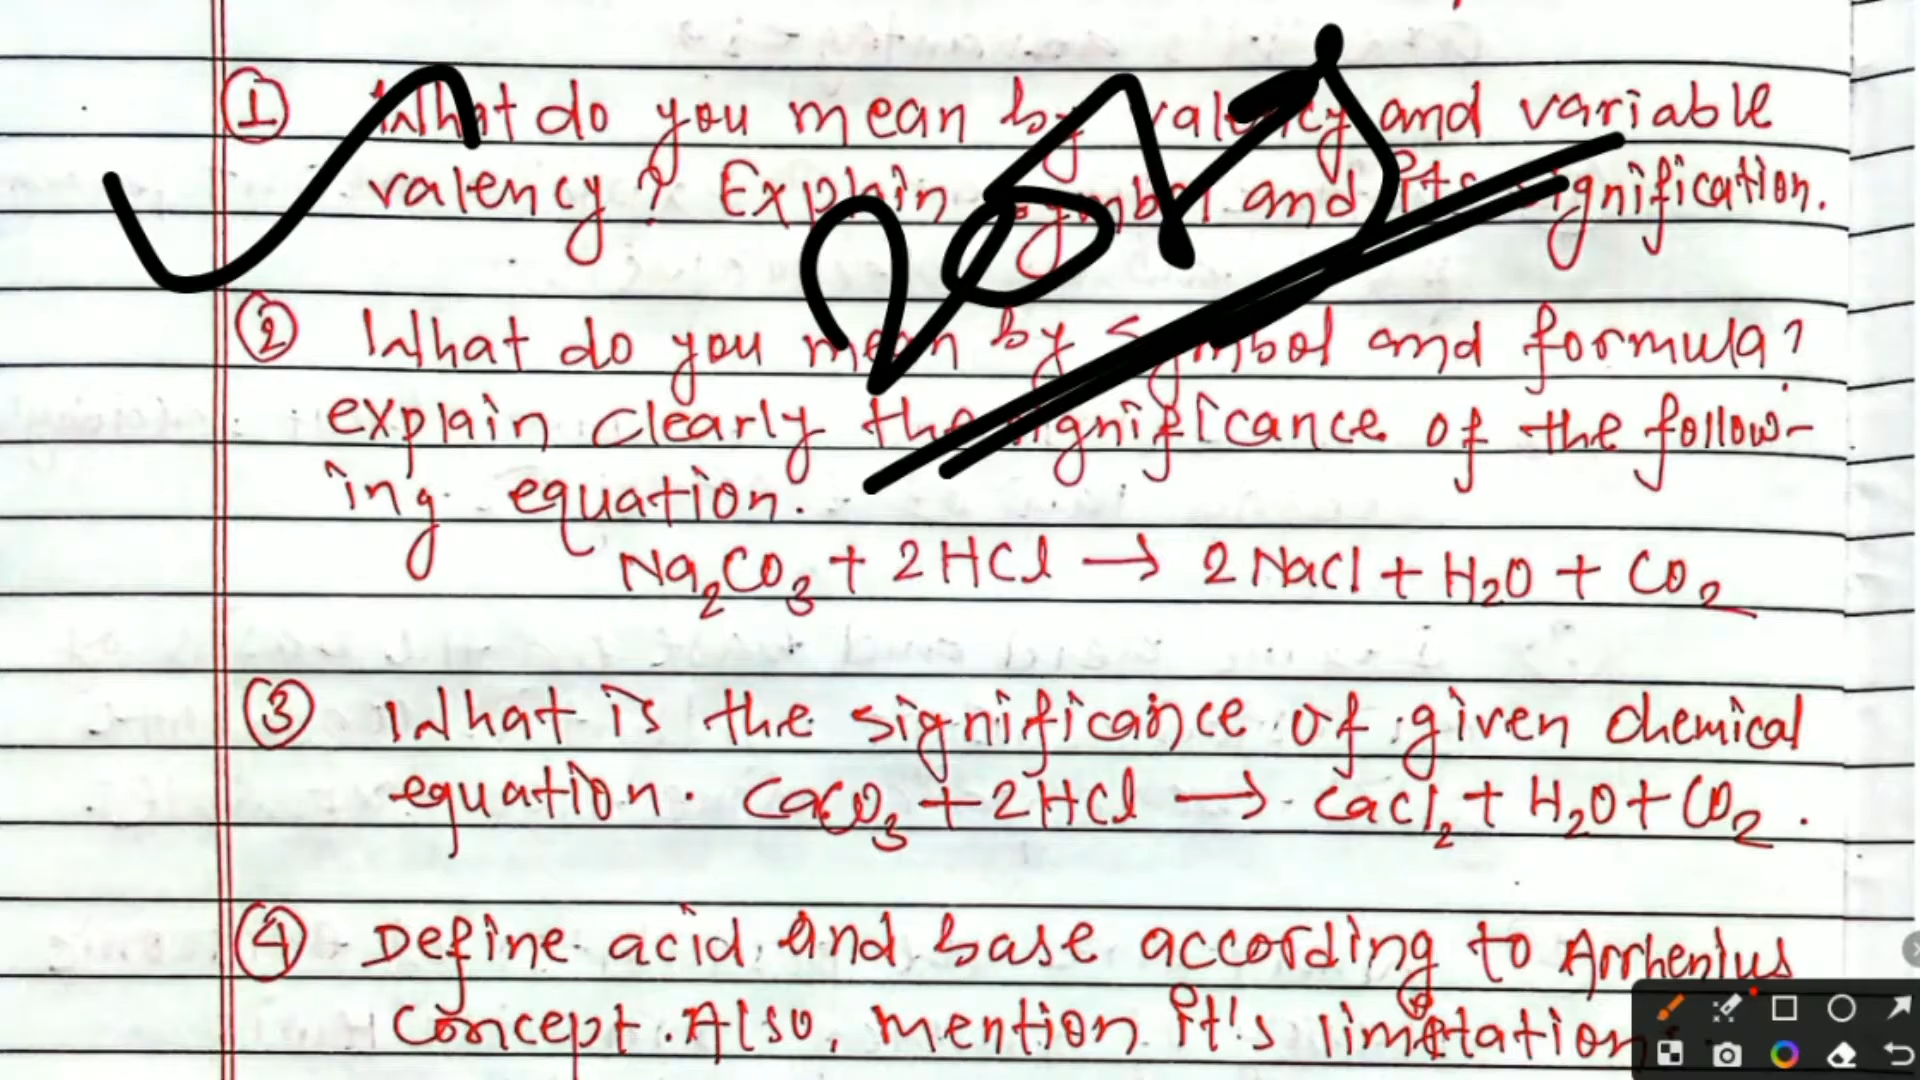 ① What do you mean by valency and variable
valency? Explain symbol and its signification.
② What do you mean by symbol and formula?
explain clearly the significance of the follow-
ing equation.
Na₂CO₃ + 2HCl → 2NaCl + H₂O + CO₂
③ What is the significance of given chemical
equation. CaCO₃ + 2HCl → CaCl₂ + H₂O + CO₂.
④ Define acid and base according to Arrhenius
concept. Also, mention it's limitation